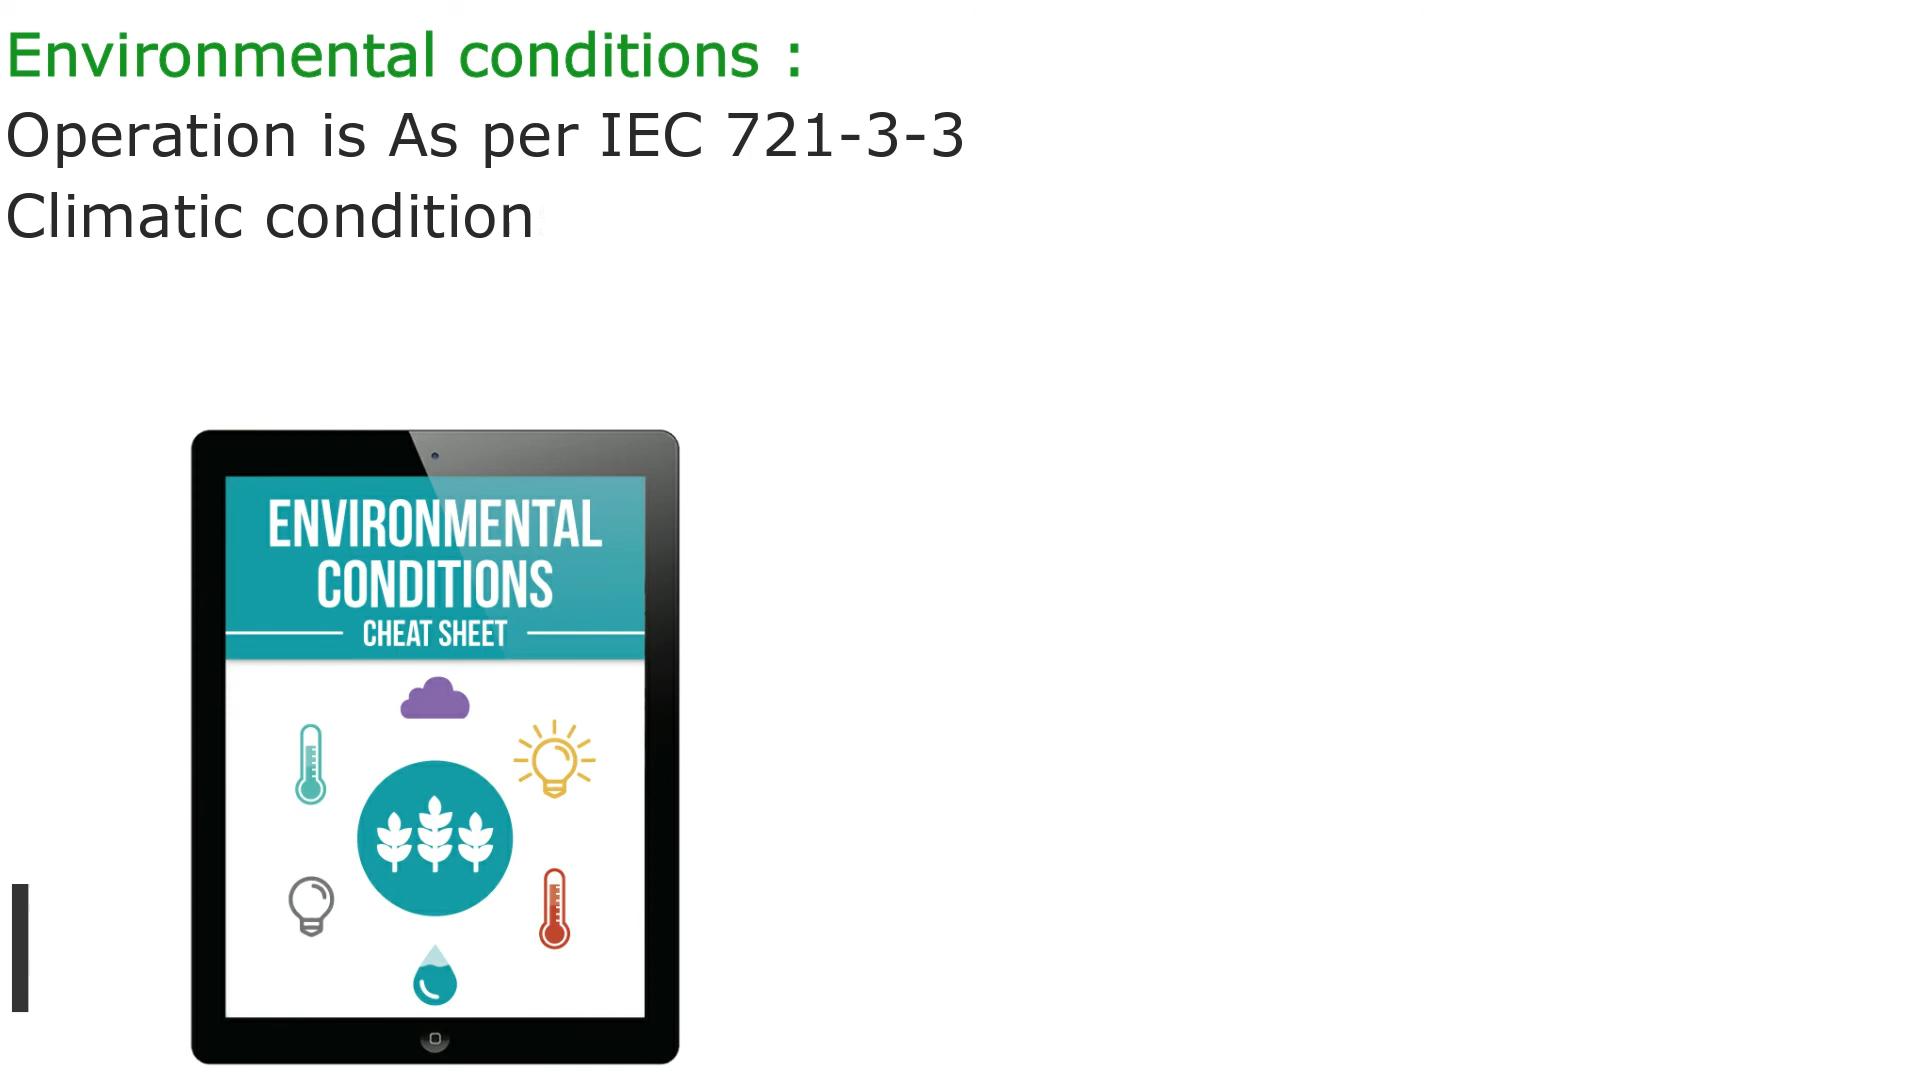 Environmental conditions :
Operation is As per IEC 721-3-3
Climatic condition
ENVIRONMENTAL
CONDITIONS
CHEAT SHEET